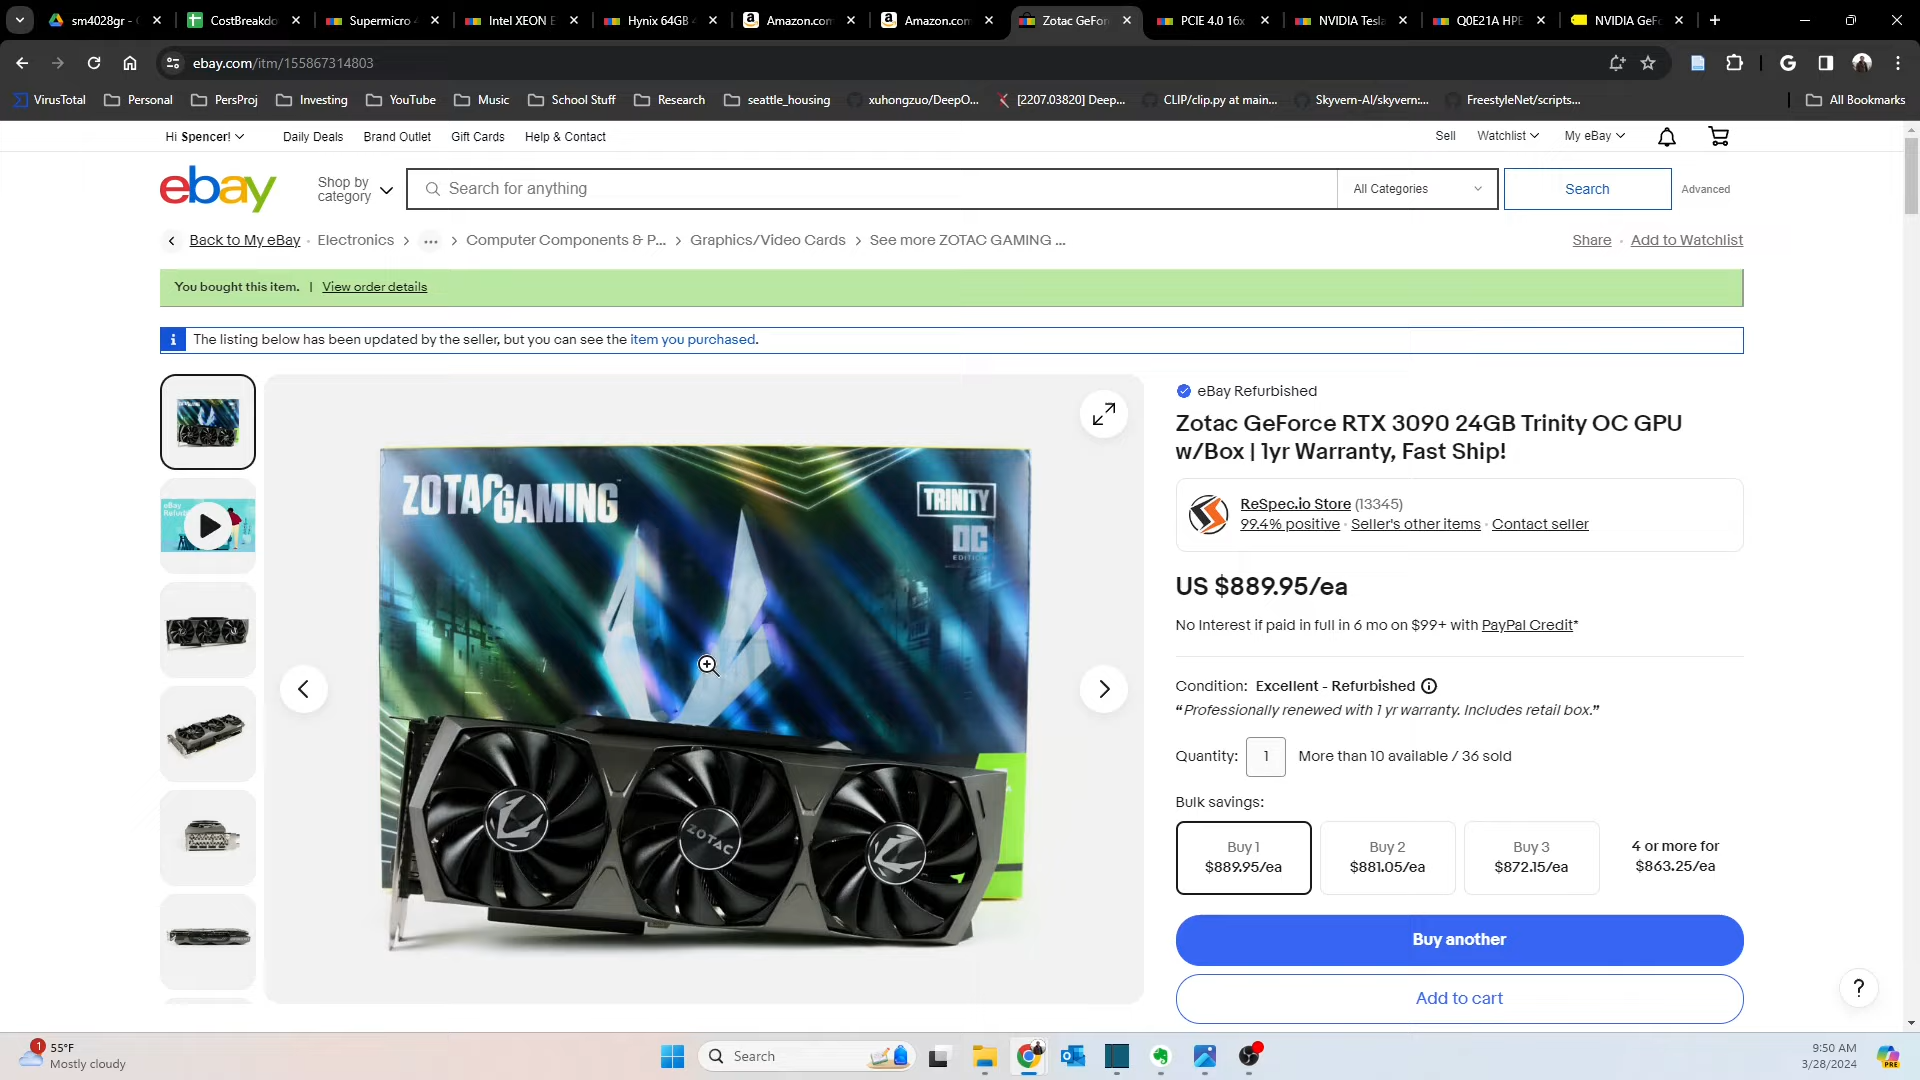 sm4028gr -
CostBreakdo
Supermicro
Intel XEON E
Hynix 64GB
Amazon.com
Amazon.com
Zotac GeFor
PCIE 4.0 16x
NVIDIA Tesla
Q0E21A HPE
NVIDIA GeFo
ebay.com/itm/155867314803
VirusTotal
Personal
PersProj
Investing
YouTube
Music
School Stuff
Research
seattle_housing
xuhongzuo/DeepO...
[2207.03820] Deep...
CLIP/clip.py at main...
Skyvern-AI/skyvern:...
FreestyleNet/scripts...
All Bookmarks
Hi Spencer!
Daily Deals
Brand Outlet
Gift Cards
Help & Contact
Sell
Watchlist
My eBay
ebay
Shop by
category
Search for anything
All Categories
Search
Advanced
Back to My eBay · Electronics > ... > Computer Components & P... > Graphics/Video Cards > See more ZOTAC GAMING ...
Share · Add to Watchlist
You bought this item. | View order details
i The listing below has been updated by the seller, but you can see the item you purchased.
ZOTAC GAMING
TRINITY
OC
EDITION
ZOTAC
eBay Refurbished
Zotac GeForce RTX 3090 24GB Trinity OC GPU
w/Box | 1yr Warranty, Fast Ship!
ReSpec.io Store (13345)
99.4% positive · Seller's other items · Contact seller
US $889.95/ea
No Interest if paid in full in 6 mo on $99+ with PayPal Credit*
Condition: Excellent - Refurbished
“Professionally renewed with 1 yr warranty. Includes retail box.”
Quantity: 1 More than 10 available / 36 sold
Bulk savings:
Buy 1
$889.95/ea
Buy 2
$881.05/ea
Buy 3
$872.15/ea
4 or more for
$863.25/ea
Buy another
Add to cart
?
1
55°F
Mostly cloudy
Search
9:50 AM
3/28/2024
PRE